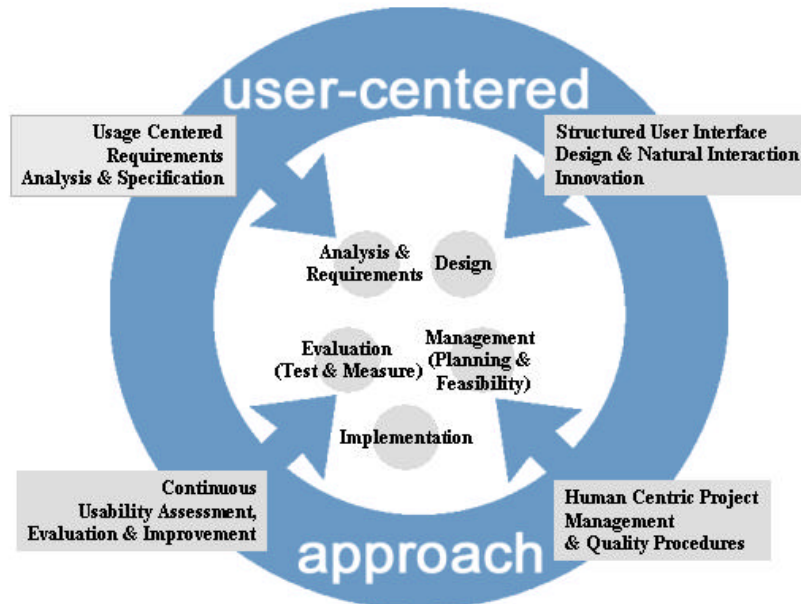 user-centered
Usage Centered
Requirements
Analysis & Specification
Structured User Interface
Design & Natural Interaction
Innovation
Analysis &
Requirements
Design
Evaluation
(Test & Measure)
Management
(Planning &
Feasibility)
Implementation
Continuous
Usability Assessment,
Evaluation & Improvement
Human Centric Project
Management
& Quality Procedures
approach